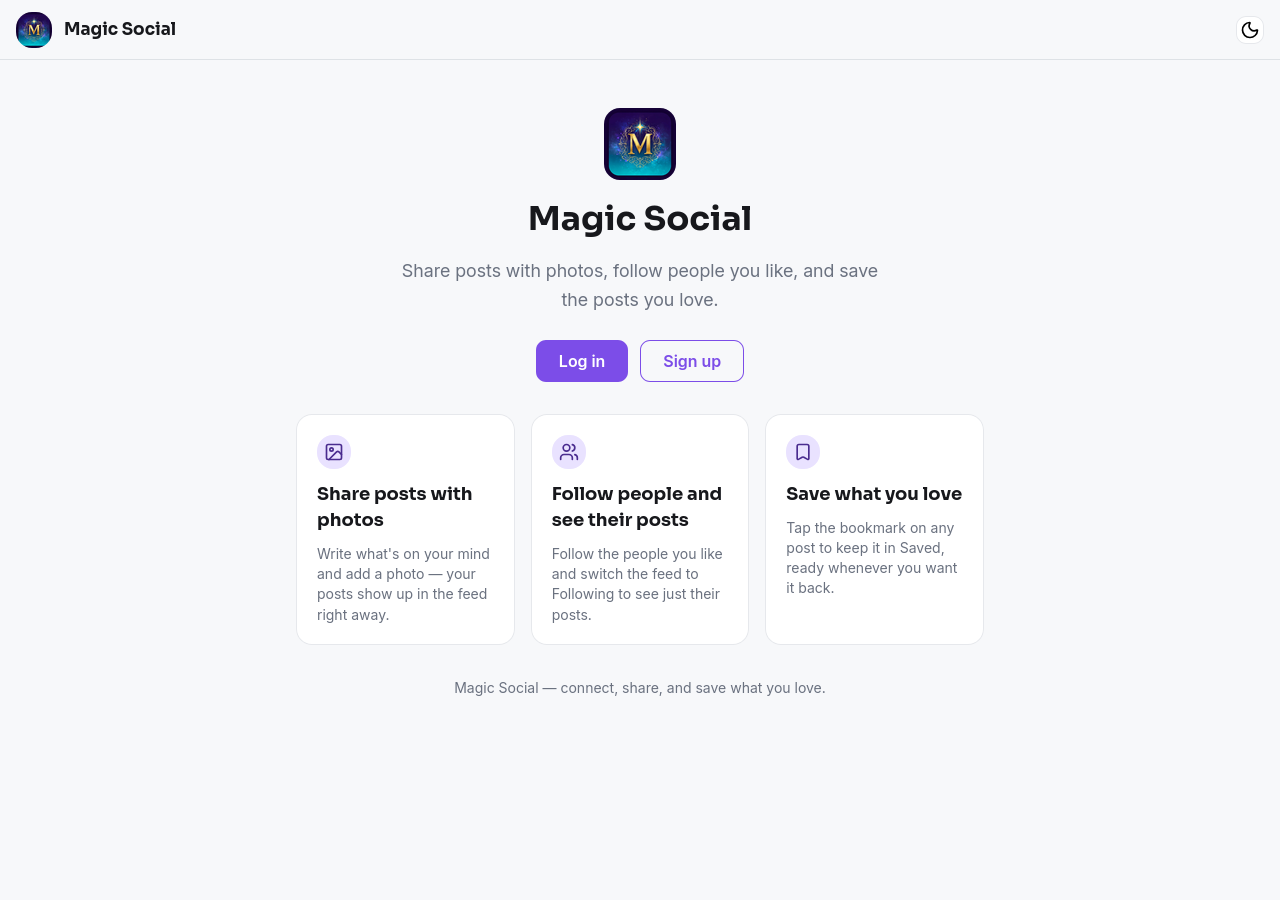 M
Magic Social
M
Magic Social
Share posts with photos, follow people you like, and save
the posts you love.
Log in
Sign up
Share posts with
photos
Write what's on your mind
and add a photo — your
posts show up in the feed
right away.
Follow people and
see their posts
Follow the people you like
and switch the feed to
Following to see just their
posts.
Save what you love
Tap the bookmark on any
post to keep it in Saved,
ready whenever you want
it back.
Magic Social — connect, share, and save what you love.